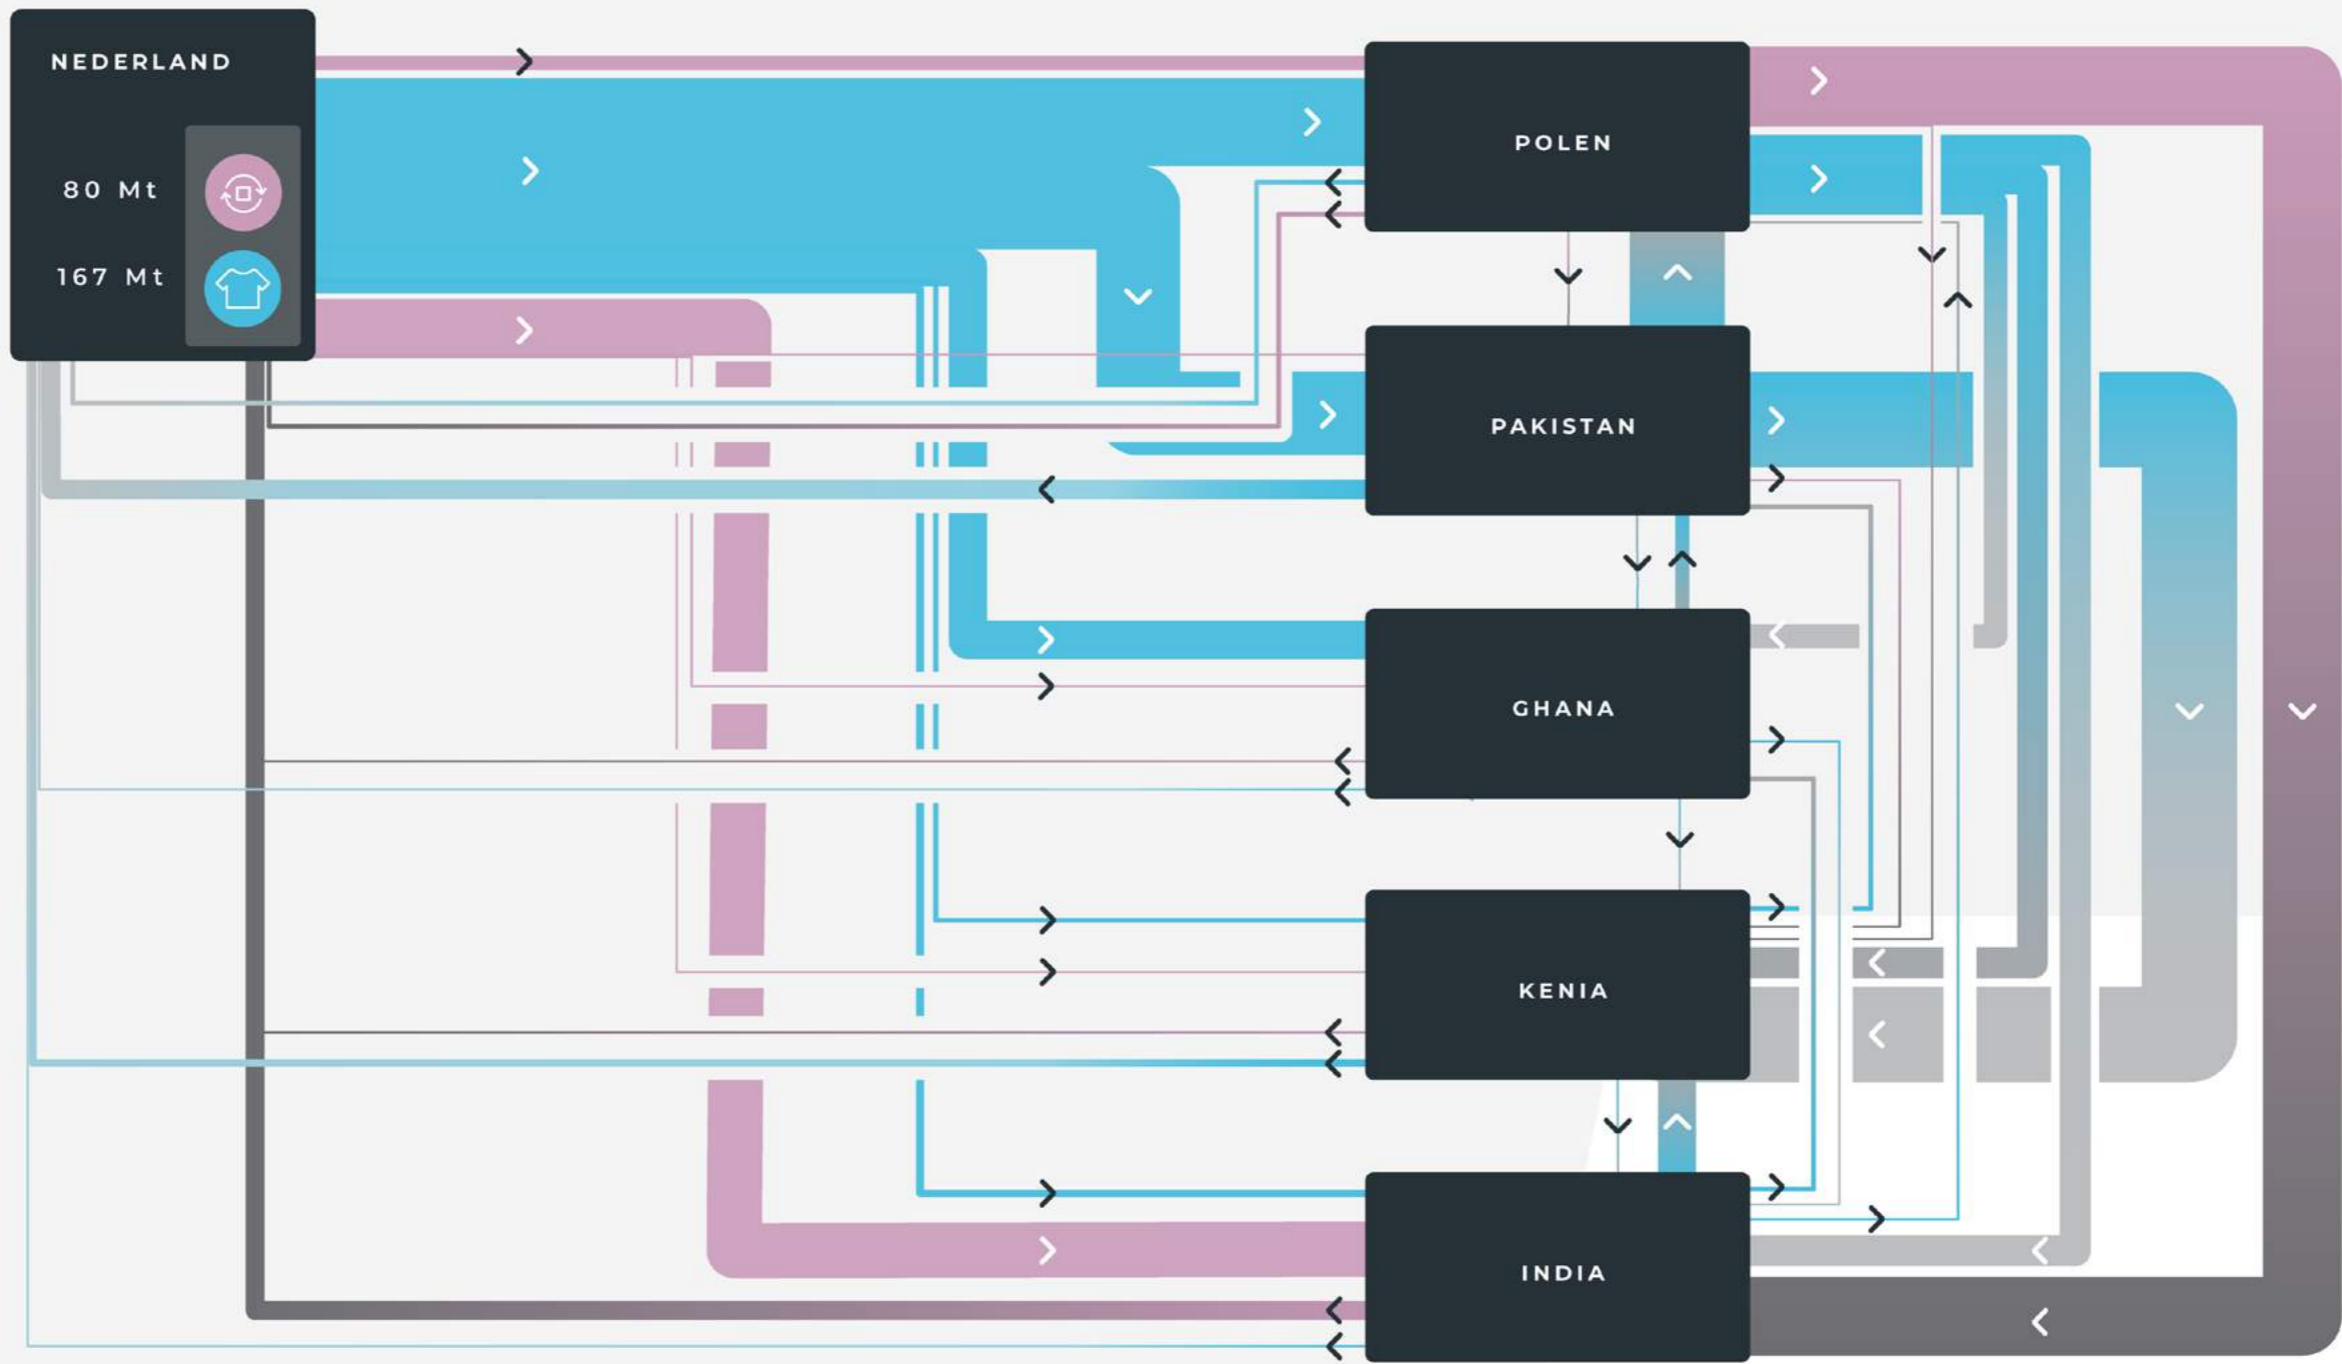 NEDERLAND
80 Mt
167 Mt
POLEN
PAKISTAN
GHANA
KENIA
INDIA